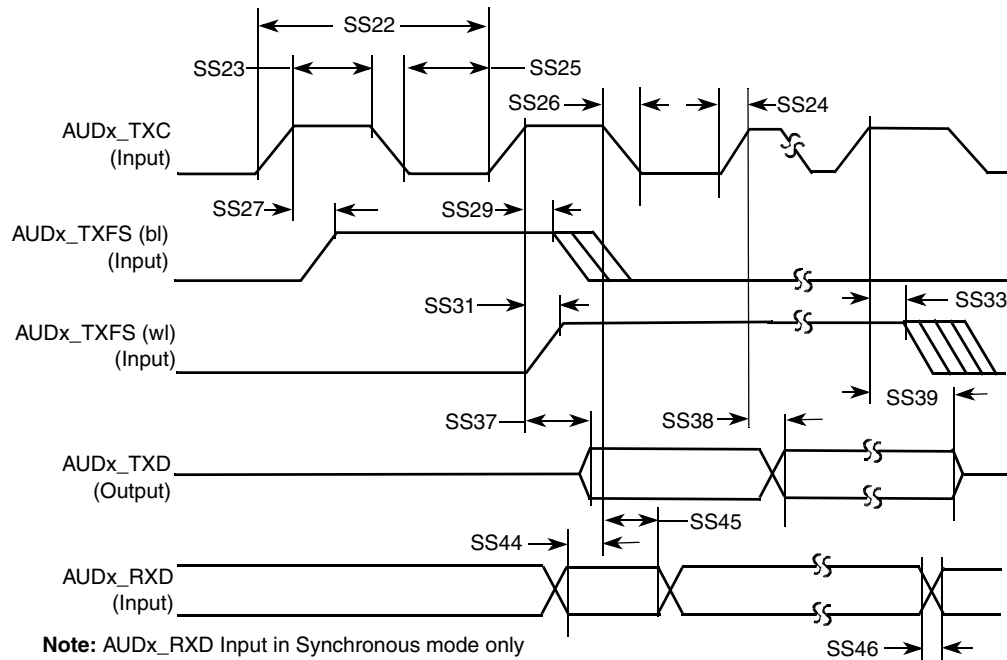 SS22
SS23
SS25
SS26
SS24
AUDx_TXC
(Input)
SS27
SS29
AUDx_TXFS (bl)
(Input)
SS31
SS33
AUDx_TXFS (wl)
(Input)
SS39
SS37
SS38
AUDx_TXD
(Output)
SS45
SS44
AUDx_RXD
(Input)
Note: AUDx_RXD Input in Synchronous mode only
SS46